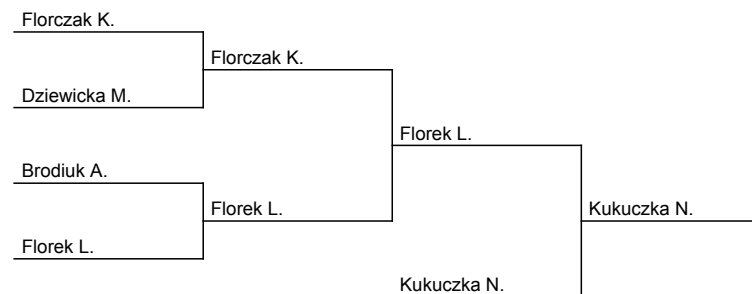 Florczak K.
Florczak K.
Dziewicka M.
Florek L.
Brodiuk A.
Florek L.
Kukuczka N.
Florek L.
Kukuczka N.